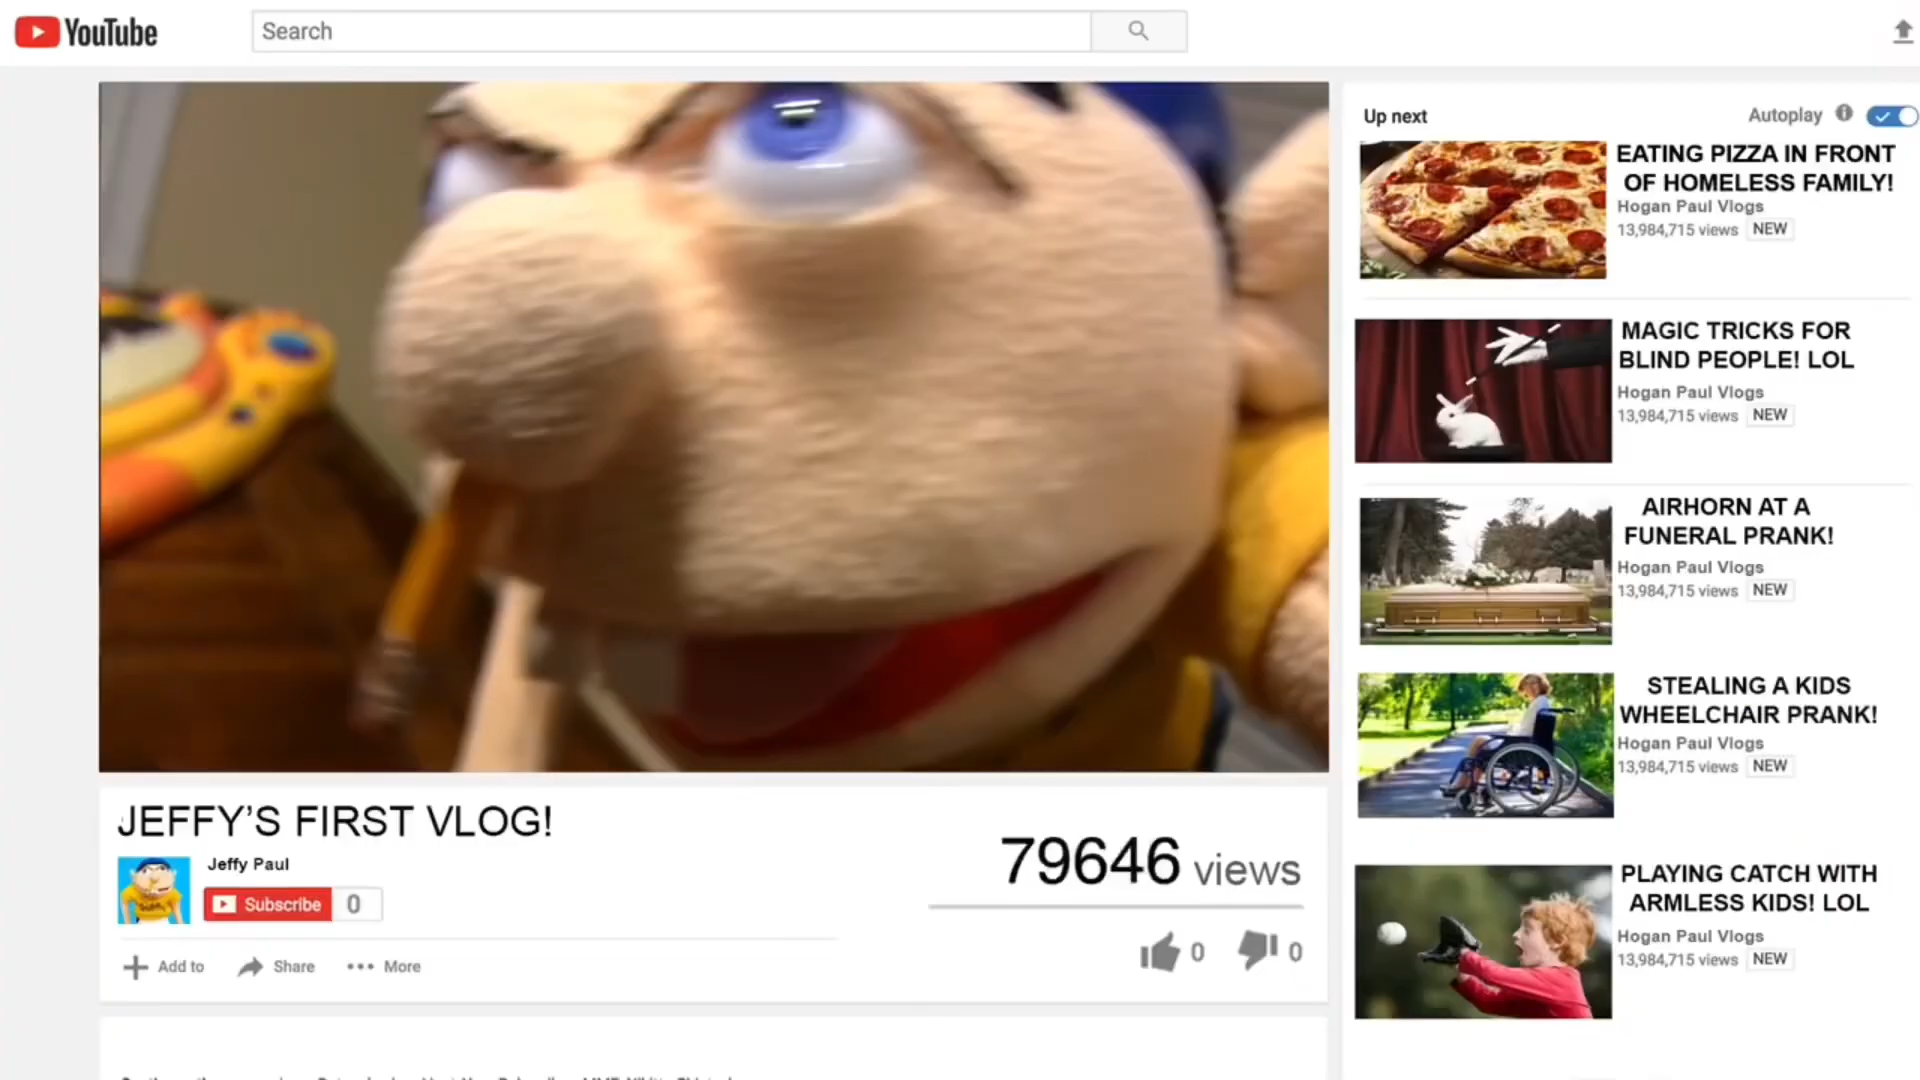 YouTube
Search
Up next
Autoplay
EATING PIZZA IN FRONT
OF HOMELESS FAMILY!
Hogan Paul Vlogs
13,984,715 views NEW
MAGIC TRICKS FOR
BLIND PEOPLE! LOL
Hogan Paul Vlogs
13,984,715 views NEW
AIRHORN AT A
FUNERAL PRANK!
Hogan Paul Vlogs
13,984,715 views NEW
STEALING A KIDS
WHEELCHAIR PRANK!
Hogan Paul Vlogs
13,984,715 views NEW
PLAYING CATCH WITH
ARMLESS KIDS! LOL
Hogan Paul Vlogs
13,984,715 views NEW
JEFFY'S FIRST VLOG!
Jeffy Paul
Subscribe 0
79646 views
Add to Share More
0 0